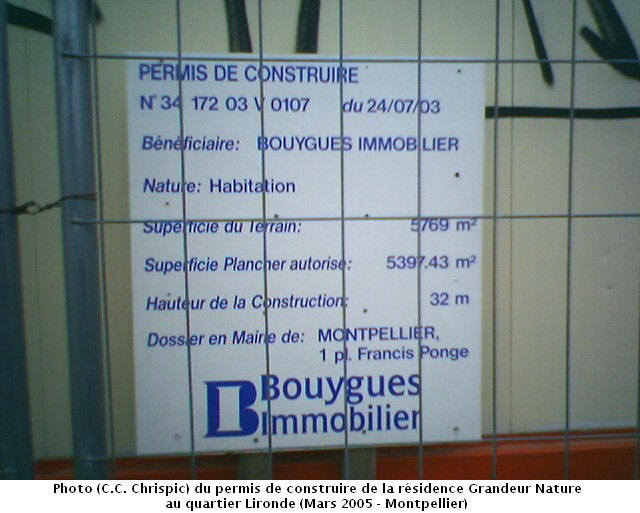 PERMIS DE CONSTRUIRE
N° 34 172 03 V 0107 du 24/07/03
Bénéficiaire: BOUYGUES IMMOBILIER
Nature: Habitation
Superficie du Terrain: 5769 m²
Superficie Plancher autorise: 5397.43 m²
Hauteur de la Construction: 32 m
Dossier en Mairie de: MONTPELLIER,
1 pl. Francis Ponge
Bouygues
Immobilier
Photo (C.C. Chrispic) du permis de construire de la résidence Grandeur Nature
au quartier Lironde (Mars 2005 - Montpellier)